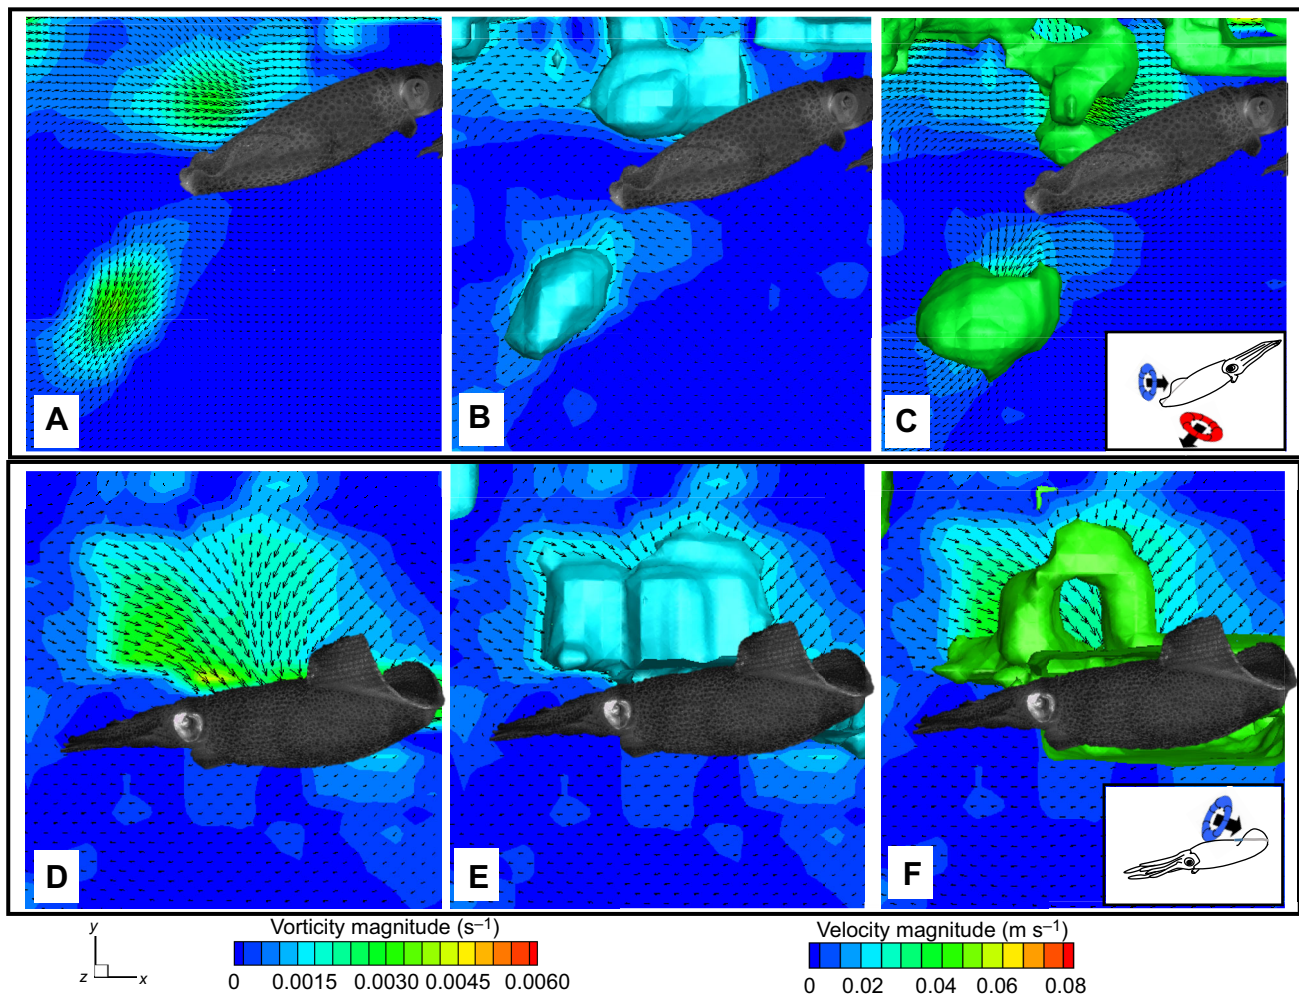 A
B
C
D
E
F
y
z
x
Vorticity magnitude (s–1)
0 0.0015 0.0030 0.0045 0.0060
Velocity magnitude (m s–1)
0 0.02 0.04 0.06 0.08